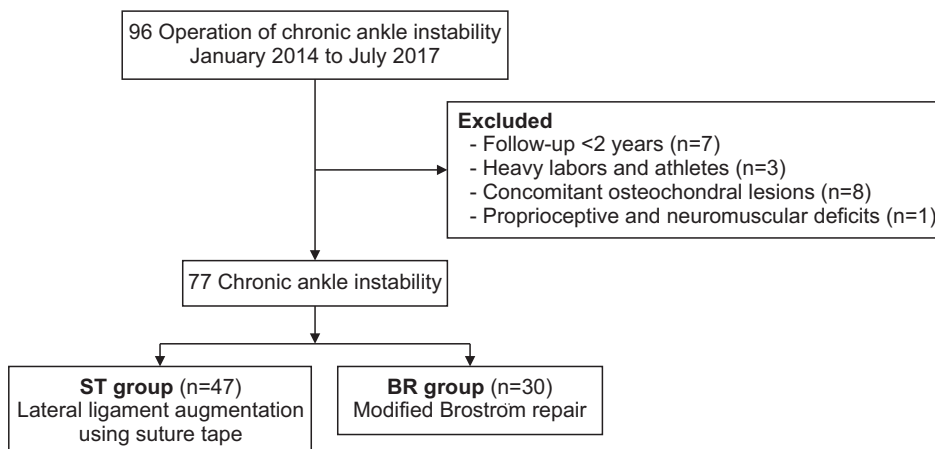 96 Operation of chronic ankle instability
January 2014 to July 2017
Excluded
- Follow-up <2 years (n=7)
- Heavy labors and athletes (n=3)
- Concomitant osteochondral lesions (n=8)
- Proprioceptive and neuromuscular deficits (n=1)
77 Chronic ankle instability
ST group (n=47)
Lateral ligament augmentation
using suture tape
BR group (n=30)
Modified Brostrom repair